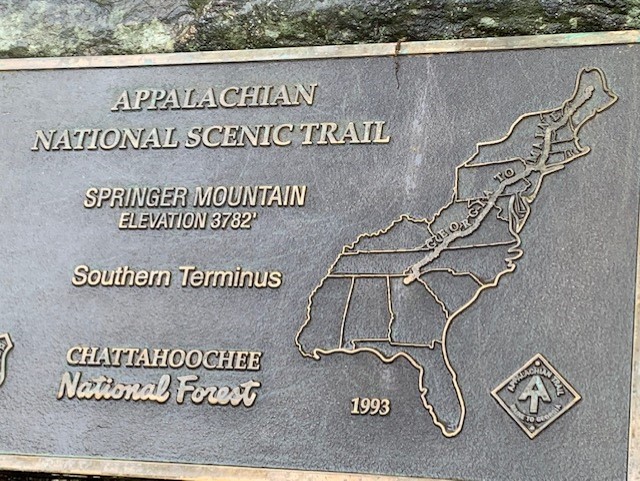 APPALACHIAN
NATIONAL SCENIC TRAIL
SPRINGER MOUNTAIN
ELEVATION 3782'
Southern Terminus
CHATTAHOOCHEE
National Forest
1993
GEORGIA TO MAINE
APPALACHIAN TRAIL
MAINE TO GEORGIA